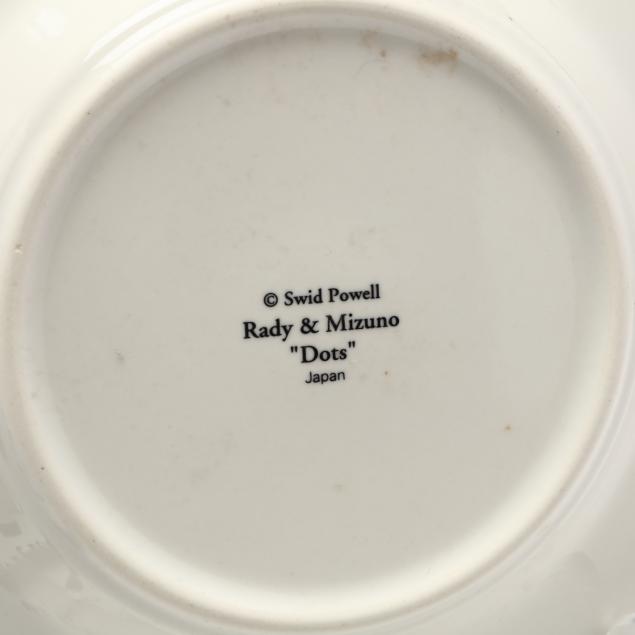 © Swid Powell
Rady & Mizuno
"Dots"
Japan